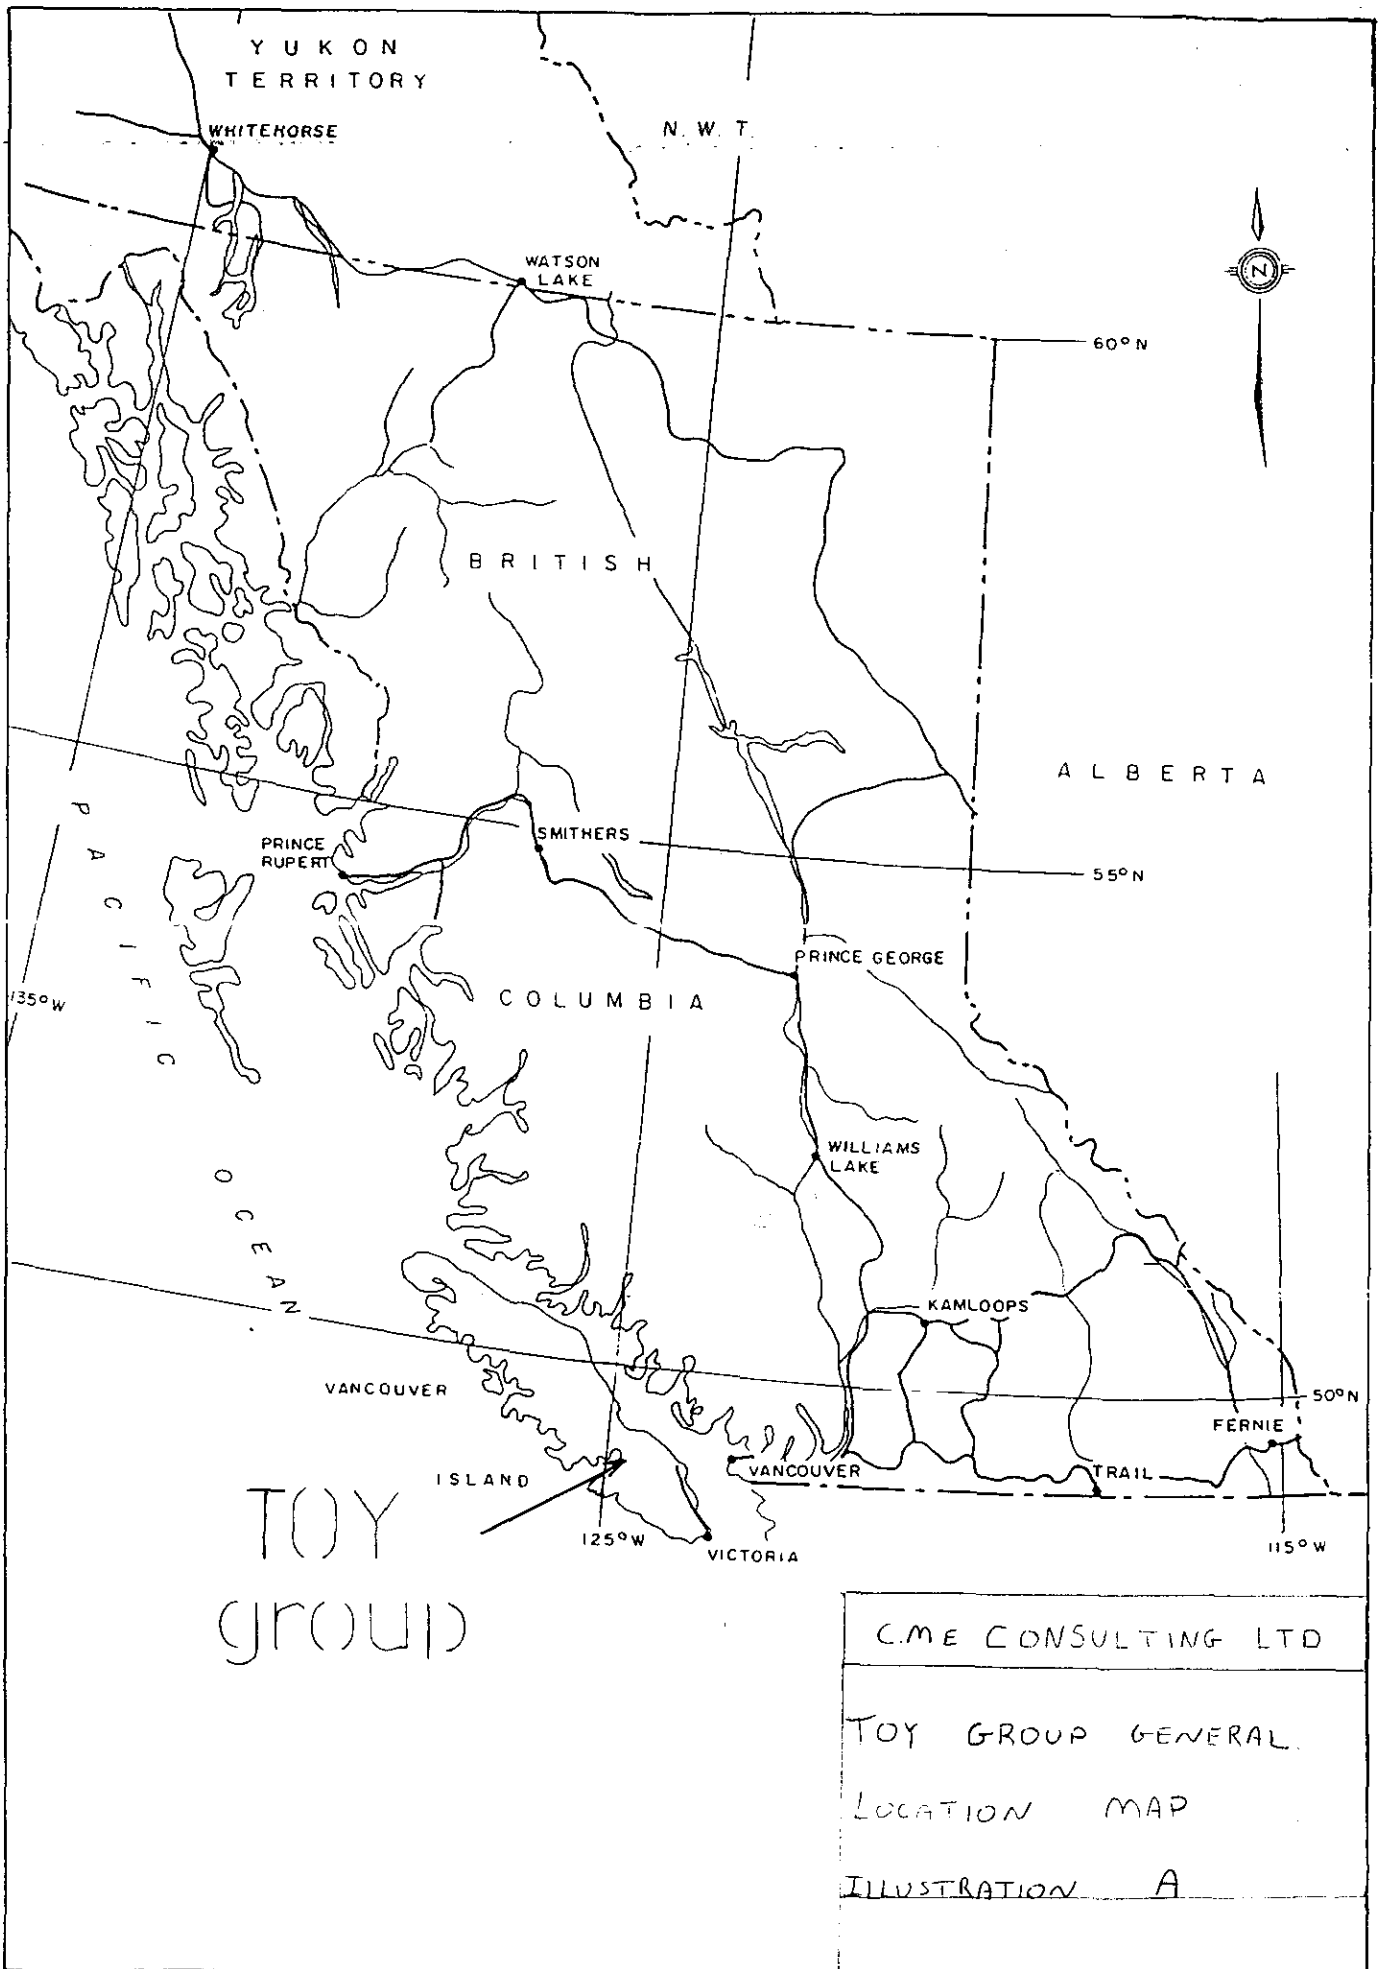 YUKON
TERRITORY
N. W. T.
WHITEHORSE
N
WATSON
LAKE
60°N
BRITISH
ALBERTA
PACIFIC
SMITHERS
PRINCE
RUPERT
55°N
PRINCE GEORGE
COLUMBIA
135°W
WILLIAMS
LAKE
OCEAN
KAMLOOPS
VANCOUVER
50°N
FERNIE
VANCOUVER
TRAIL
ISLAND
TOY
group
125°W
VICTORIA
115°W
C.ME CONSULTING LTD
TOY GROUP GENERAL.
LOCATION MAP
ILLUSTRATION A